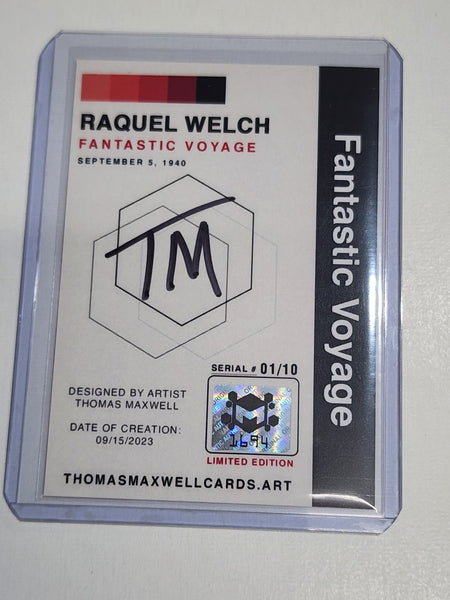 RAQUEL WELCH
FANTASTIC VOYAGE
SEPTEMBER 5, 1940
TM
SERIAL # 01/10
1694
LIMITED EDITION
DESIGNED BY ARTIST
THOMAS MAXWELL
DATE OF CREATION:
09/15/2023
THOMASMAXWELLCARDS.ART
Fantastic Voyage